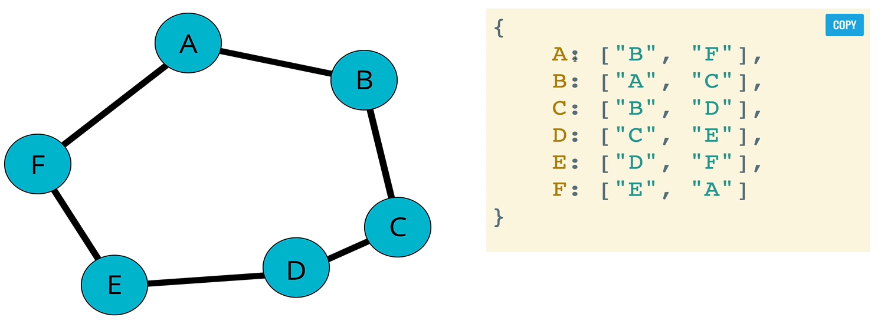 A
B
F
C
D
E
COPY
{
A: ["B", "F"],
B: ["A", "C"],
C: ["B", "D"],
D: ["C", "E"],
E: ["D", "F"],
F: ["E", "A"]
}